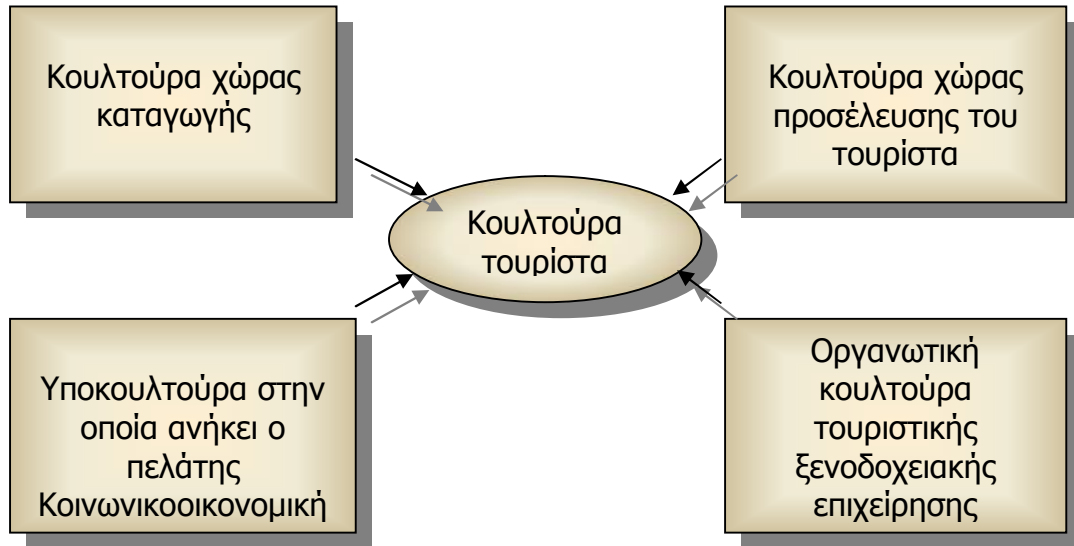 Κουλτούρα χώρας
καταγωγής
Κουλτούρα χώρας
προσέλευσης του
τουρίστα
Κουλτούρα
τουρίστα
Υποκουλτούρα στην
οποία ανήκει ο
πελάτης
Κοινωνικοοικονομική
Οργανωτική
κουλτούρα
τουριστικής
ξενοδοχειακής
επιχείρησης